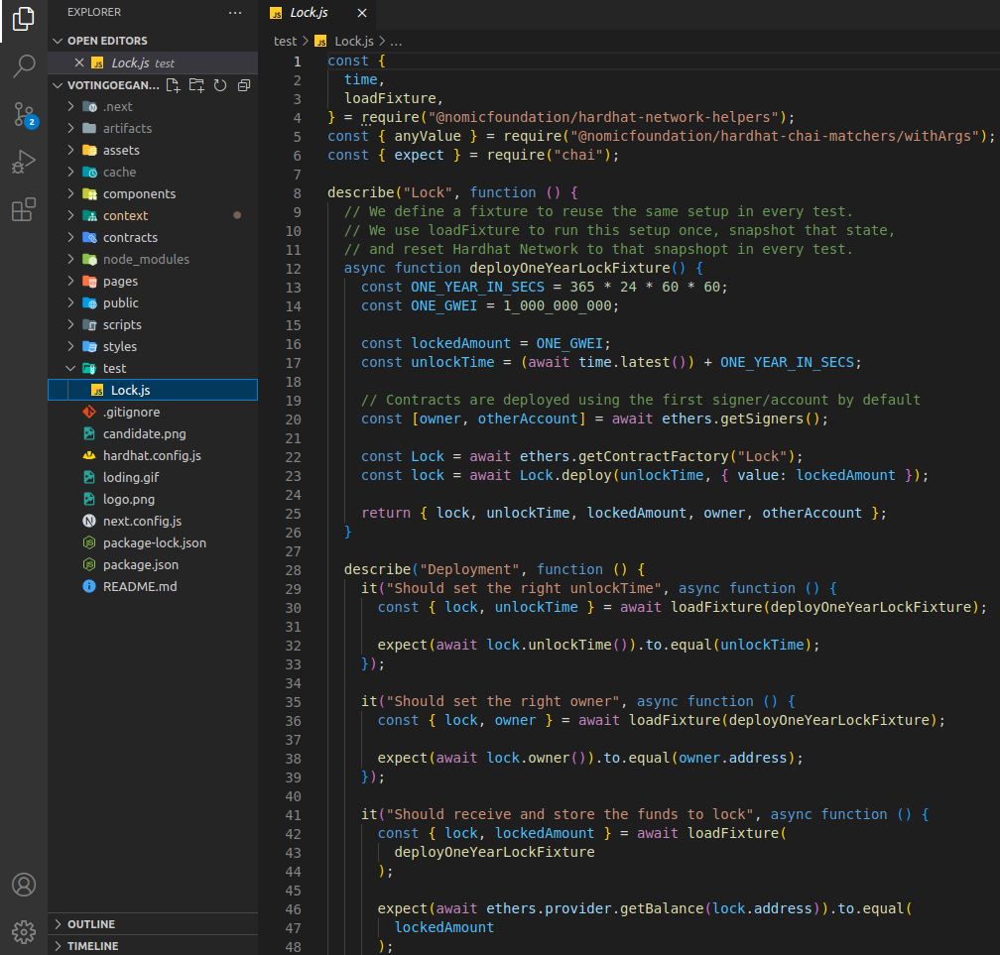 EXPLORER
OPEN EDITORS
Lock.js test
VOTINGOEGAN...
.next
artifacts
assets
cache
components
context
contracts
node_modules
pages
public
scripts
styles
test
Lock.js
.gitignore
candidate.png
hardhat.config.js
loding.gif
logo.png
next.config.js
package-lock.json
package.json
README.md
OUTLINE
TIMELINE
2
Lock.js
test > Lock.js > ...
1 const {
2 time,
3 loadFixture,
4 } = require("@nomicfoundation/hardhat-network-helpers");
5 const { anyValue } = require("@nomicfoundation/hardhat-chai-matchers/withArgs");
6 const { expect } = require("chai");
7
8 describe("Lock", function () {
9 // We define a fixture to reuse the same setup in every test.
10 // We use loadFixture to run this setup once, snapshot that state,
11 // and reset Hardhat Network to that snapshopt in every test.
12 async function deployOneYearLockFixture() {
13 const ONE_YEAR_IN_SECS = 365 * 24 * 60 * 60;
14 const ONE_GWEI = 1_000_000_000;
15
16 const lockedAmount = ONE_GWEI;
17 const unlockTime = (await time.latest()) + ONE_YEAR_IN_SECS;
18
19 // Contracts are deployed using the first signer/account by default
20 const [owner, otherAccount] = await ethers.getSigners();
21
22 const Lock = await ethers.getContractFactory("Lock");
23 const lock = await Lock.deploy(unlockTime, { value: lockedAmount });
24
25 return { lock, unlockTime, lockedAmount, owner, otherAccount };
26 }
27
28 describe("Deployment", function () {
29 it("Should set the right unlockTime", async function () {
30 const { lock, unlockTime } = await loadFixture(deployOneYearLockFixture);
31
32 expect(await lock.unlockTime()).to.equal(unlockTime);
33 });
34
35 it("Should set the right owner", async function () {
36 const { lock, owner } = await loadFixture(deployOneYearLockFixture);
37
38 expect(await lock.owner()).to.equal(owner.address);
39 });
40
41 it("Should receive and store the funds to lock", async function () {
42 const { lock, lockedAmount } = await loadFixture(
43 deployOneYearLockFixture
44 );
45
46 expect(await ethers.provider.getBalance(lock.address)).to.equal(
47 lockedAmount
48 );